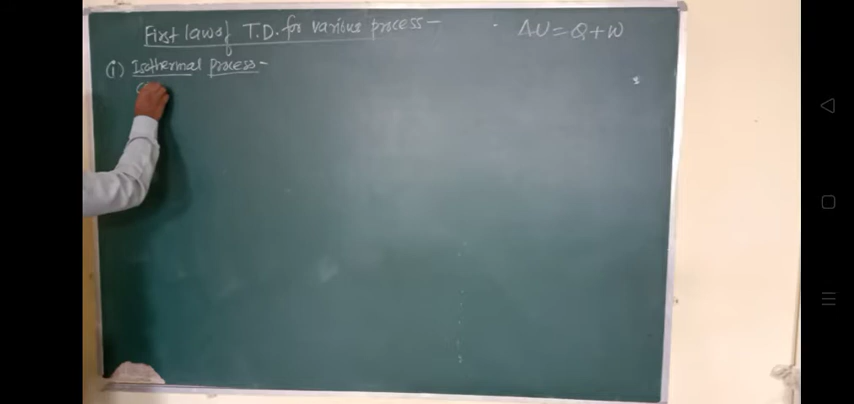 First law of T.D. for various process - ΔU = Q + W
(i) Isothermal process -